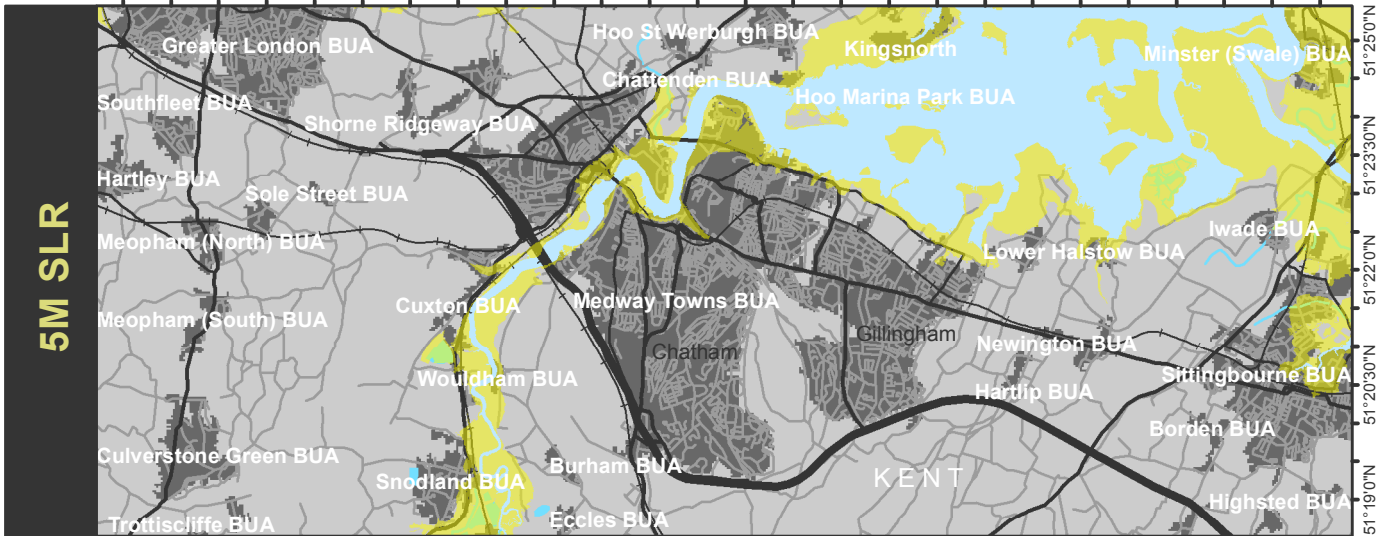 5M SLR
Hoo St Werburgh BUA
Greater London BUA
Kingsnorth
Minster (Swale) BUA
Chattenden BUA
Southfleet BUA
Hoo Marina Park BUA
Shorne Ridgeway BUA
Hartley BUA
Sole Street BUA
Meopham (North) BUA
Iwade BUA
Lower Halstow BUA
Cuxton BUA
Medway Towns BUA
Meopham (South) BUA
Gillingham
Chatham
Newington BUA
Wouldham BUA
Sittingbourne BUA
Hartlip BUA
Borden BUA
Culverstone Green BUA
Burham BUA
KENT
Snodland BUA
Highsted BUA
Trottiscliffe BUA
Eccles BUA
51°25'0"N
51°23'30"N
51°22'0"N
51°20'30"N
51°19'0"N